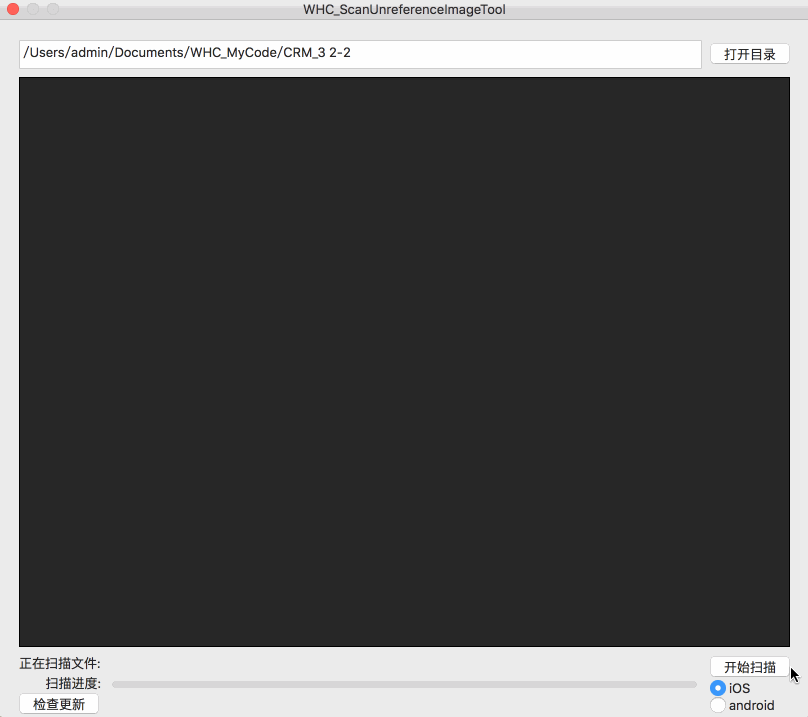 WHC_ScanUnreferenceImageTool
/Users/admin/Documents/WHC_MyCode/CRM_3 2-2
打开目录
正在扫描文件:
开始扫描
扫描进度:
iOS
检查更新
android